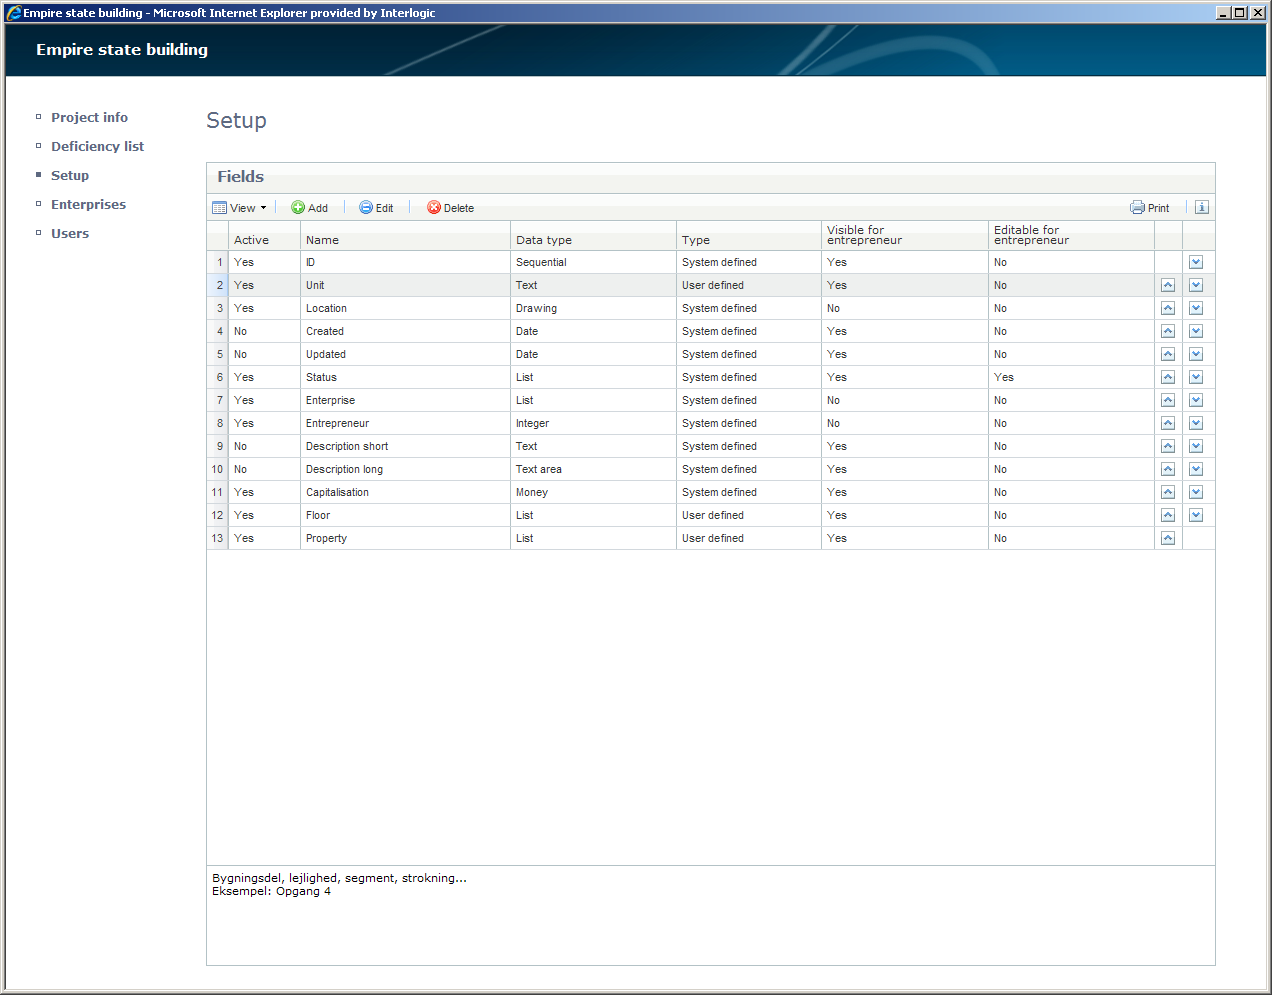 Empire state building - Microsoft Internet Explorer provided by Interlogic
Empire state building
Project info
Deficiency list
Setup
Enterprises
Users
Setup
Fields
View Add Edit Delete Print
Active Name Data type Type Visible for entrepreneur Editable for entrepreneur
1 Yes ID Sequential System defined Yes No
2 Yes Unit Text User defined Yes No
3 Yes Location Drawing System defined No No
4 No Created Date System defined Yes No
5 No Updated Date System defined Yes No
6 Yes Status List System defined Yes Yes
7 Yes Enterprise List System defined No No
8 Yes Entrepreneur Integer System defined No No
9 No Description short Text System defined Yes No
10 No Description long Text area System defined Yes No
11 Yes Capitalisation Money System defined Yes No
12 Yes Floor List User defined Yes No
13 Yes Property List User defined Yes No
Bygningsdel, lejlighed, segment, strokning...
Eksempel: Opgang 4